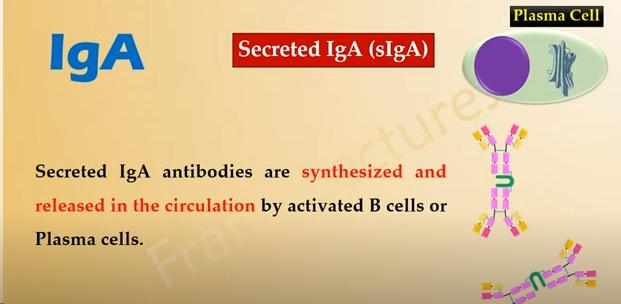 Plasma Cell
IgA
Secreted IgA (sIgA)
Secreted IgA antibodies are synthesized and
released in the circulation by activated B cells or
Plasma cells.